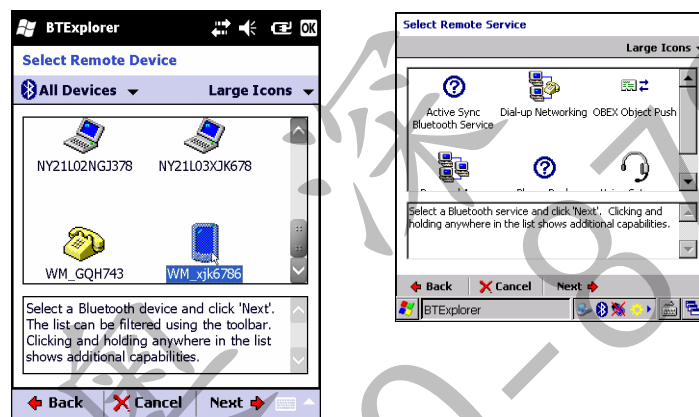 BTExplorer
OK
Select Remote Device
All Devices
Large Icons
NY21L02NGJ378
NY21L03XJK678
WM_GQH743
WM_xjk6786
Select a Bluetooth device and click 'Next'.
The list can be filtered using the toolbar.
Clicking and holding anywhere in the list
shows additional capabilities.
Back
Cancel
Next
Select Remote Service
Large Icons
Active Sync
Bluetooth Service
Dial-up Networking
OBEX Object Push
Select a Bluetooth service and click 'Next'. Clicking and
holding anywhere in the list shows additional capabilities.
Back
Cancel
Next
BTExplorer